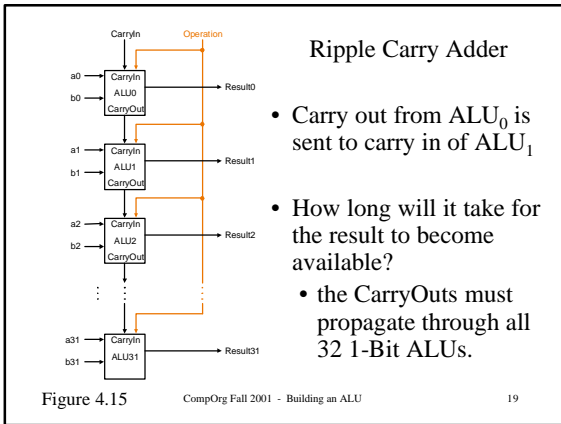 CarryIn Operation
Ripple Carry Adder
a0 CarryIn
ALU0 Result0
b0
CarryOut
a1 CarryIn
ALU1 Result1
b1
CarryOut
a2 CarryIn
ALU2 Result2
b2
CarryOut
a31 CarryIn
ALU31 Result31
b31
• Carry out from ALU0 is
sent to carry in of ALU1
• How long will it take for
the result to become
available?
• the CarryOuts must
propagate through all
32 1-Bit ALUs.
Figure 4.15 CompOrg Fall 2001 - Building an ALU 19